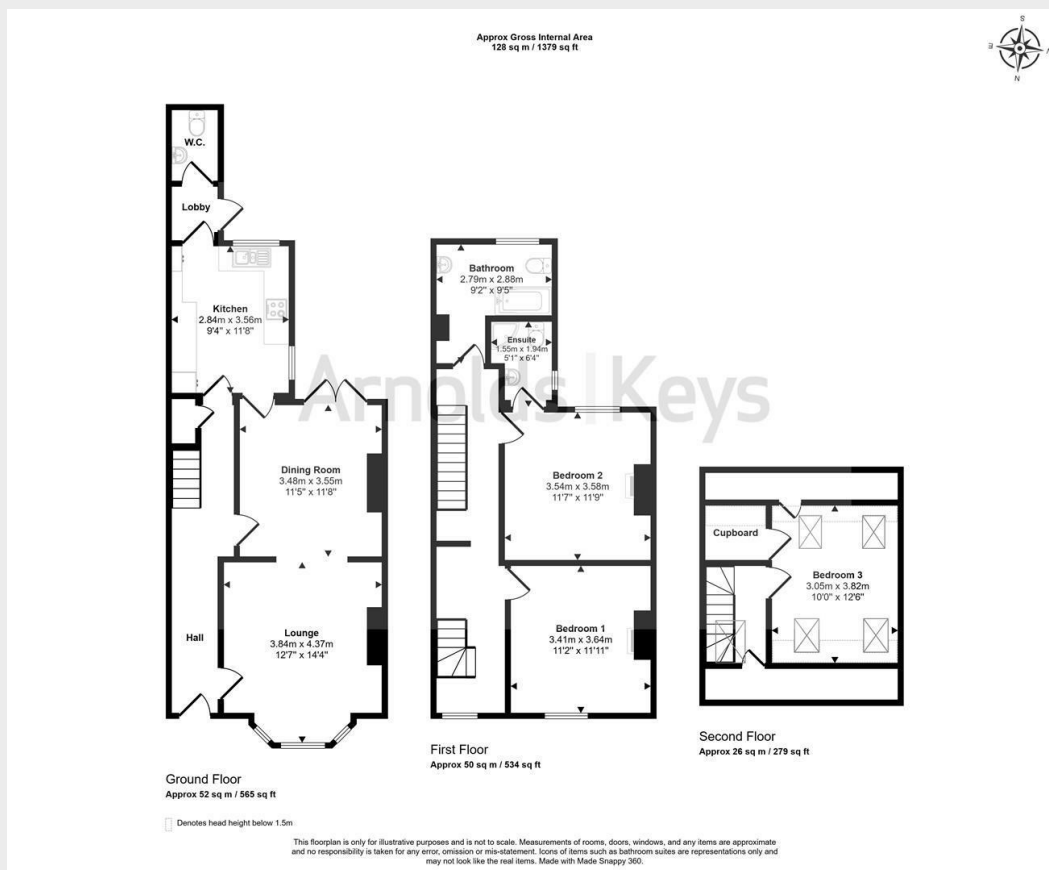 Approx Gross Internal Area
128 sq m / 1379 sq ft
S
E
N
W.C.
Lobby
Kitchen
2.84m x 3.56m
9'4" x 11'8"
Dining Room
3.48m x 3.55m
11'5" x 11'8"
Hall
Lounge
3.84m x 4.37m
12'7" x 14'4"
Ground Floor
Approx 52 sq m / 565 sq ft
Bathroom
2.79m x 2.88m
9'2" x 9'5"
Ensuite
1.55m x 1.94m
5'1" x 6'4"
Arnolds | Keys
Bedroom 2
3.54m x 3.58m
11'7" x 11'9"
Bedroom 1
3.41m x 3.64m
11'2" x 11'11"
First Floor
Approx 50 sq m / 534 sq ft
Cupboard
Bedroom 3
3.05m x 3.82m
10'0" x 12'6"
Second Floor
Approx 26 sq m / 279 sq ft
Denotes head height below 1.5m
This floorplan is only for illustrative purposes and is not to scale. Measurements of rooms, doors, windows, and any items are approximate
and no responsibility is taken for any error, omission or mis-statement. Icons of items such as bathroom suites are representations only and
may not look like the real items. Made with Made Snappy 360.